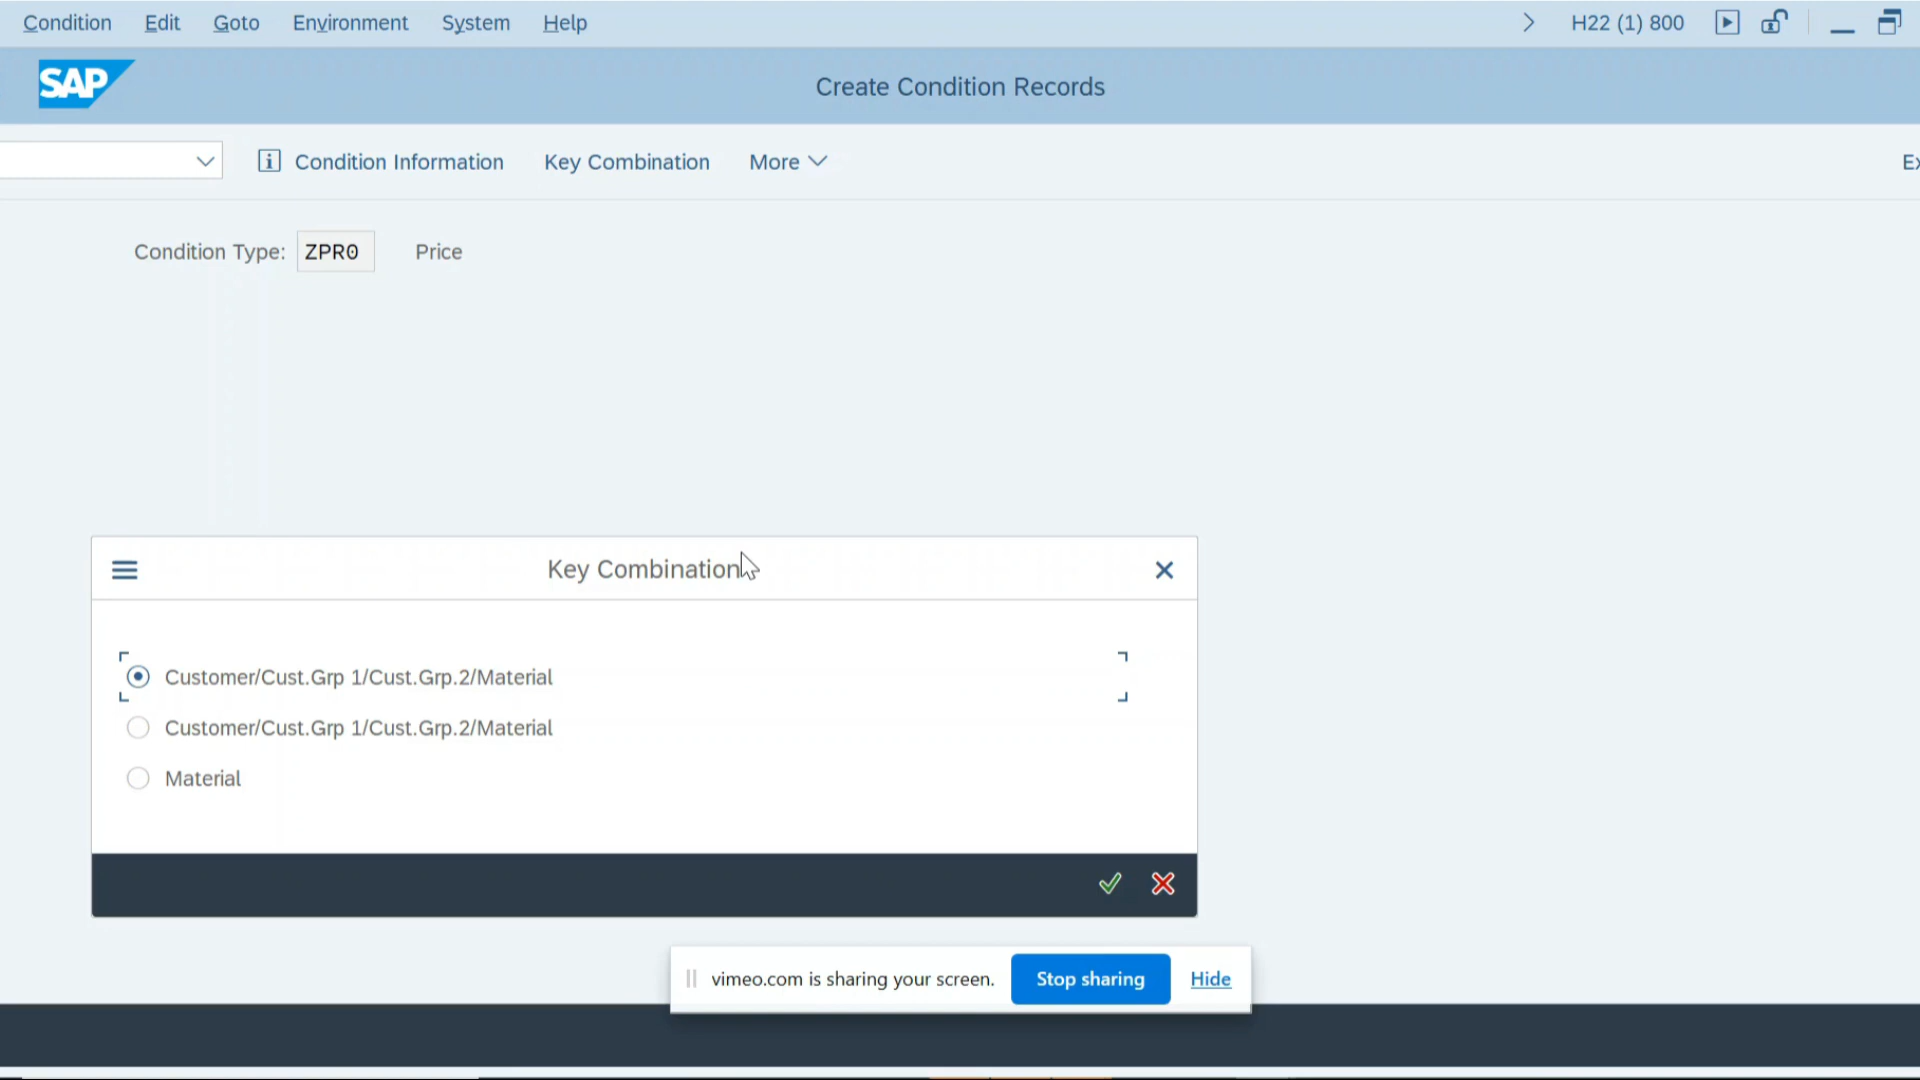 Condition Edit Goto Environment System Help H22 (1) 800
SAP Create Condition Records
Condition Information Key Combination More
Condition Type: ZPR0 Price
Key Combination
Customer/Cust.Grp 1/Cust.Grp.2/Material
Customer/Cust.Grp 1/Cust.Grp.2/Material
Material
vimeo.com is sharing your screen. Stop sharing Hide